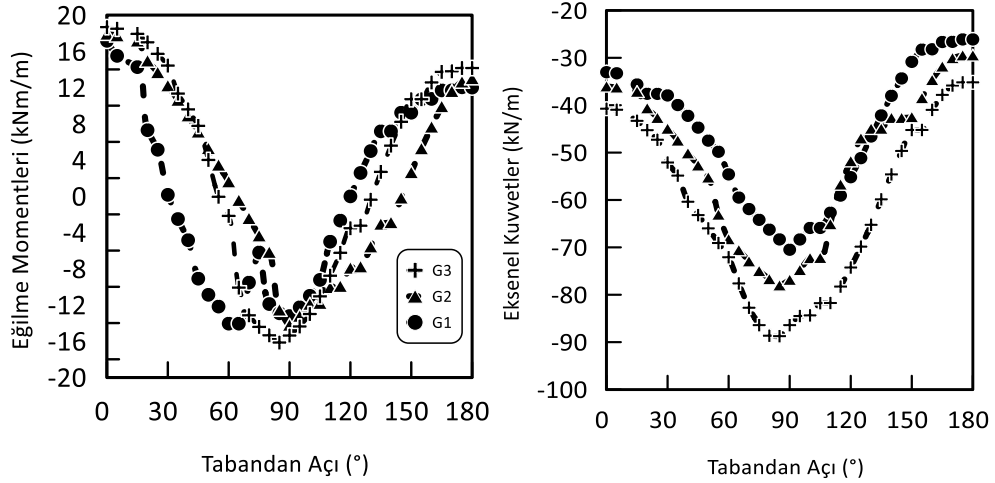 20
16
12
8
4
0
-4
-8
-12
-16
-20
Eğilme Momentleri (kNm/m)
G3
G2
G1
0 30 60 90 120 150 180
Tabandan Açı (°)
-20
-30
-40
-50
-60
-70
-80
-90
-100
Eksenel Kuvvetler (kN/m)
0 30 60 90 120 150 180
Tabandan Açı (°)